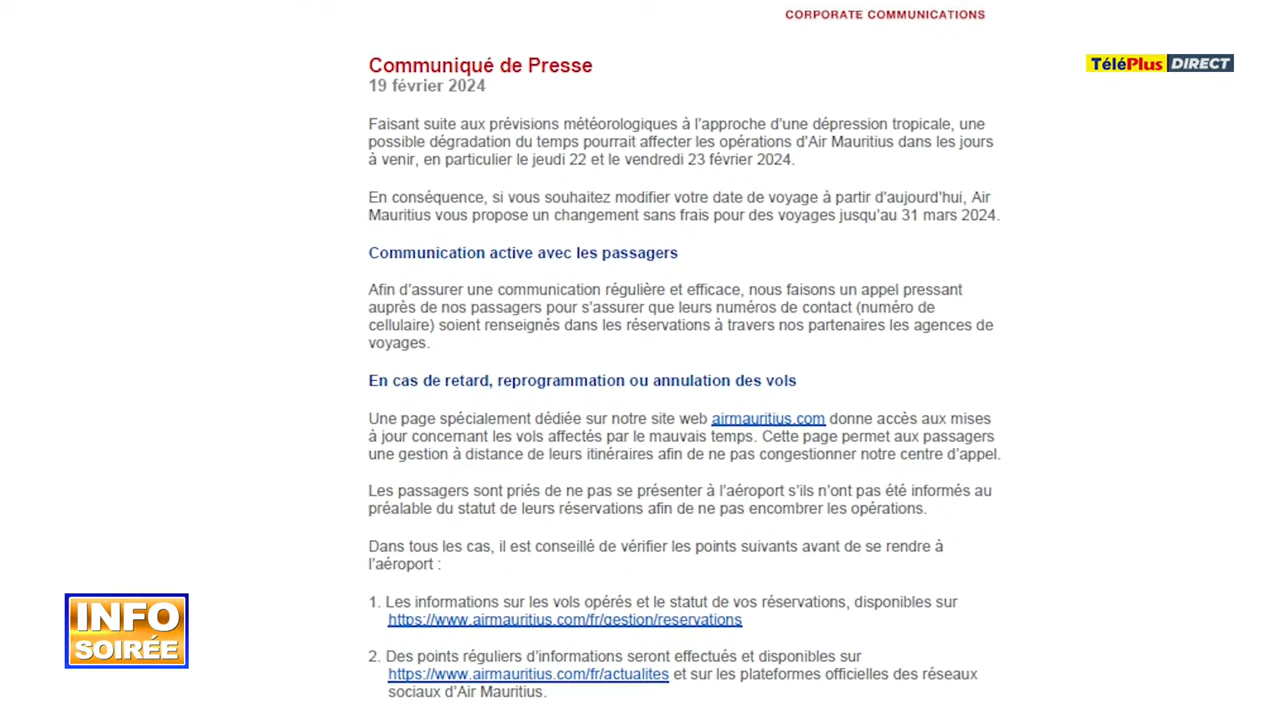 CORPORATE COMMUNICATIONS
Communiqué de Presse
19 février 2024
TéléPlus DIRECT
Faisant suite aux prévisions météorologiques à l'approche d'une dépression tropicale, une
possible dégradation du temps pourrait affecter les opérations d'Air Mauritius dans les jours
à venir, en particulier le jeudi 22 et le vendredi 23 février 2024.
En conséquence, si vous souhaitez modifier votre date de voyage à partir d'aujourd'hui, Air
Mauritius vous propose un changement sans frais pour des voyages jusqu'au 31 mars 2024.
Communication active avec les passagers
Afin d'assurer une communication régulière et efficace, nous faisons un appel pressant
auprès de nos passagers pour s'assurer que leurs numéros de contact (numéro de
cellulaire) soient renseignés dans les réservations à travers nos partenaires les agences de
voyages.
En cas de retard, reprogrammation ou annulation des vols
Une page spécialement dédiée sur notre site web airmauritius.com donne accès aux mises
à jour concernant les vols affectés par le mauvais temps. Cette page permet aux passagers
une gestion à distance de leurs itinéraires afin de ne pas congestionner notre centre d'appel.
Les passagers sont priés de ne pas se présenter à l'aéroport s'ils n'ont pas été informés au
préalable du statut de leurs réservations afin de ne pas encombrer les opérations.
Dans tous les cas, il est conseillé de vérifier les points suivants avant de se rendre à
l'aéroport :
1. Les informations sur les vols opérés et le statut de vos réservations, disponibles sur
https://www.airmauritius.com/fr/gestion/reservations
2. Des points réguliers d'informations seront effectués et disponibles sur
https://www.airmauritius.com/fr/actualites et sur les plateformes officielles des réseaux
sociaux d'Air Mauritius.
INFO
SOIRÉE